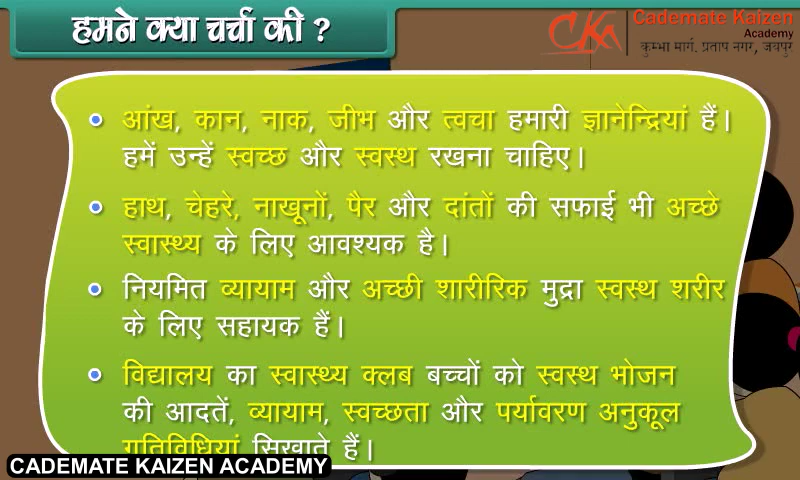 हमने क्या चर्चा की ?
CKA
Cademate Kaizen
Academy
कुम्भा मार्ग, प्रताप नगर, जयपुर
आंख, कान, नाक, जीभ और त्वचा हमारी ज्ञानेन्द्रियां हैं।
हमें उन्हें स्वच्छ और स्वस्थ रखना चाहिए।
हाथ, चेहरे, नाखूनों, पैर और दांतों की सफाई भी अच्छे
स्वास्थ्य के लिए आवश्यक है।
नियमित व्यायाम और अच्छी शारीरिक मुद्रा स्वस्थ शरीर
के लिए सहायक हैं।
विद्यालय का स्वास्थ्य क्लब बच्चों को स्वस्थ भोजन
की आदतें, व्यायाम, स्वच्छता और पर्यावरण अनुकूल
गतिविधियां सिखाते हैं।
CADEMATE KAIZEN ACADEMY